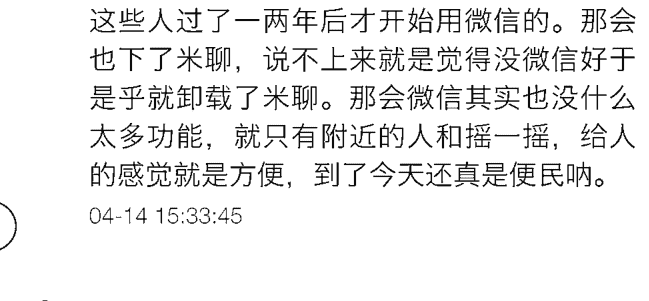 这些人过了一两年后才开始用微信的。那会
也下了米聊，说不上来就是觉得没微信好于
是乎就卸载了米聊。那会微信其实也没什么
太多功能，就只有附近的人和摇一摇，给人
的感觉就是方便，到了今天还真是便民呐。
04-14 15:33:45